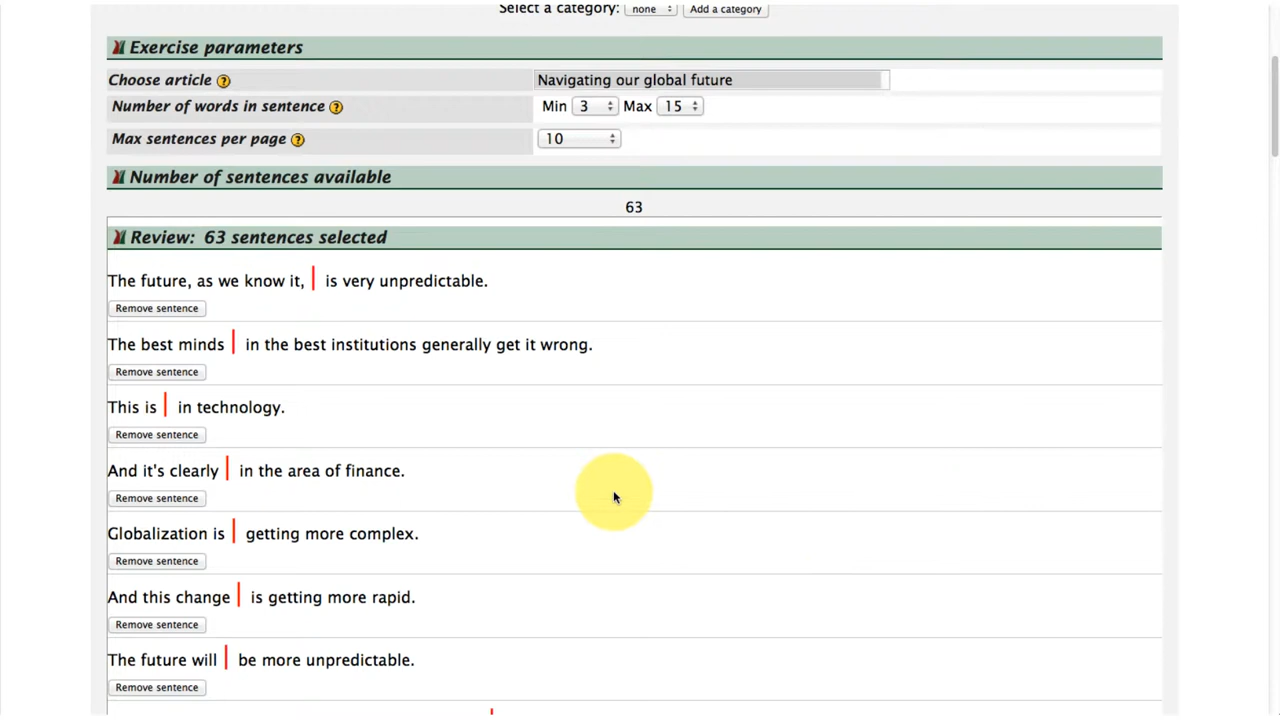 Select a category: none Add a category
Exercise parameters
Choose article ? Navigating our global future
Number of words in sentence ? Min 3 Max 15
Max sentences per page ? 10
Number of sentences available
63
Review: 63 sentences selected
The future, as we know it, | is very unpredictable.
Remove sentence
The best minds | in the best institutions generally get it wrong.
Remove sentence
This is | in technology.
Remove sentence
And it's clearly | in the area of finance.
Remove sentence
Globalization is | getting more complex.
Remove sentence
And this change | is getting more rapid.
Remove sentence
The future will | be more unpredictable.
Remove sentence